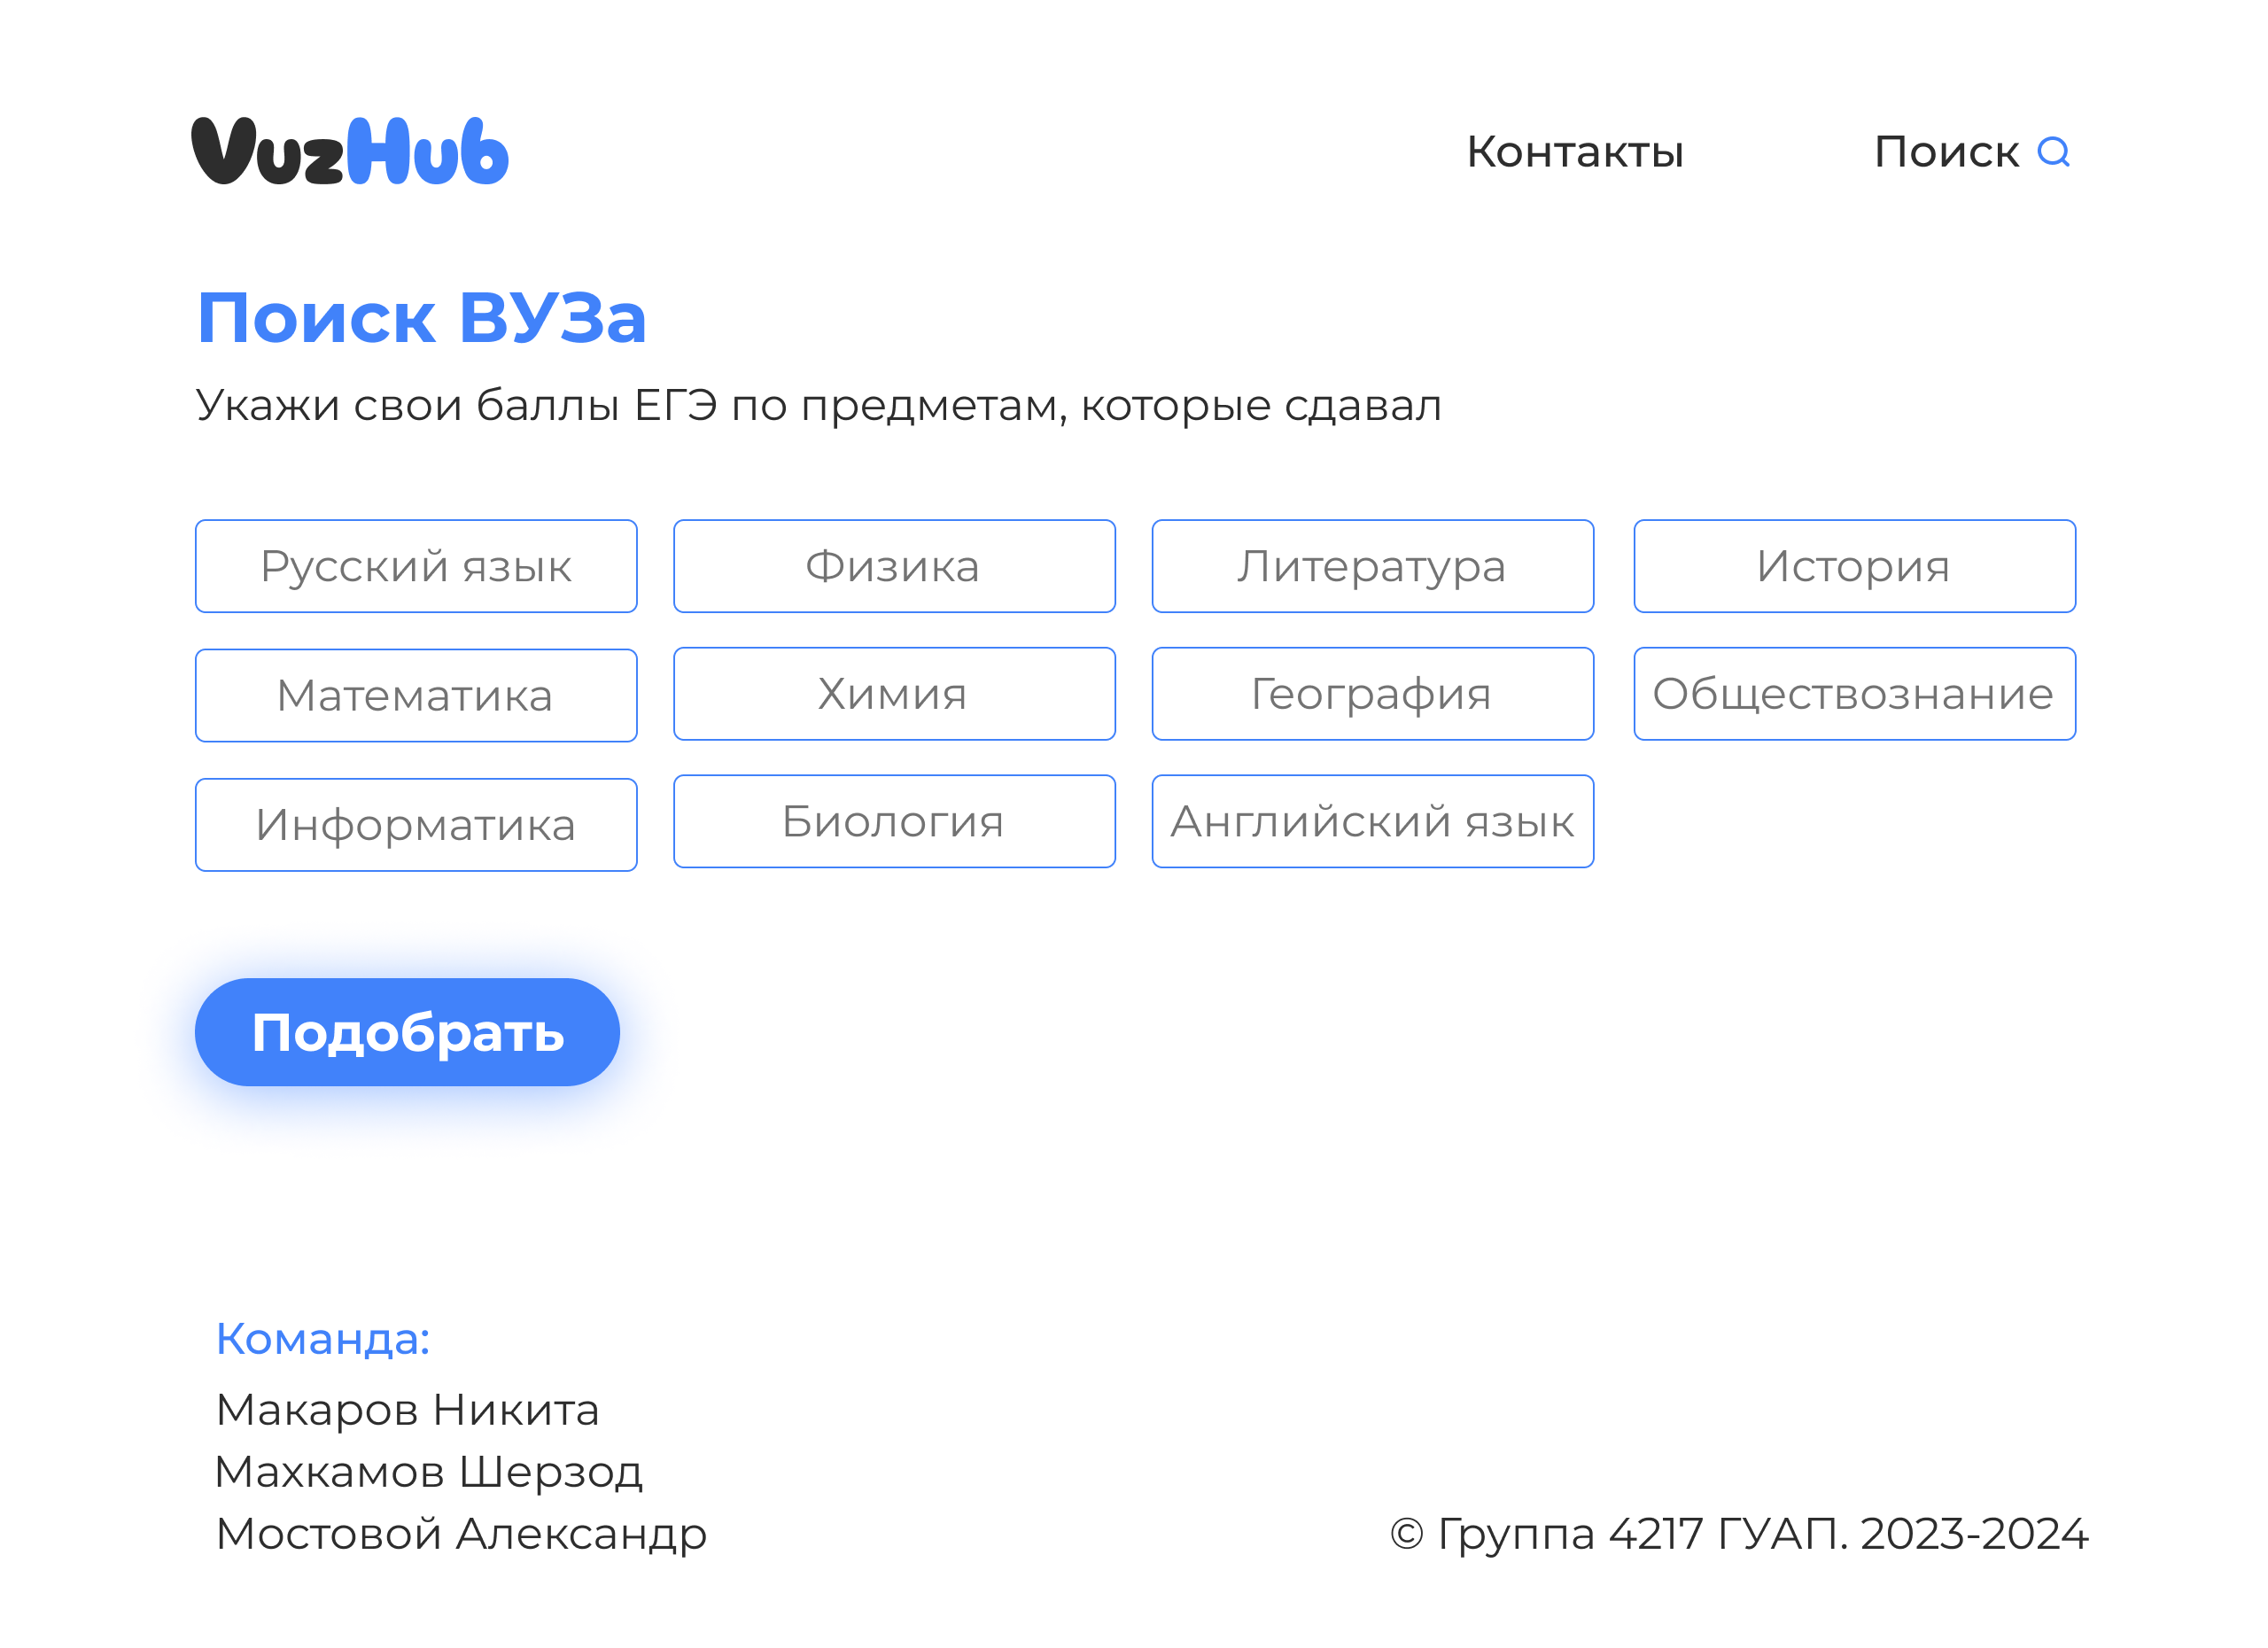 VuzHub
Контакты
Поиск
Поиск ВУЗа
Укажи свои баллы ЕГЭ по предметам, которые сдавал
Русский язык
Физика
Литература
История
Математика
Химия
География
Обществознание
Информатика
Биология
Английский язык
Подобрать
Команда:
Макаров Никита
Махкамов Шерзод
Мостовой Александр
© Группа 4217 ГУАП. 2023-2024